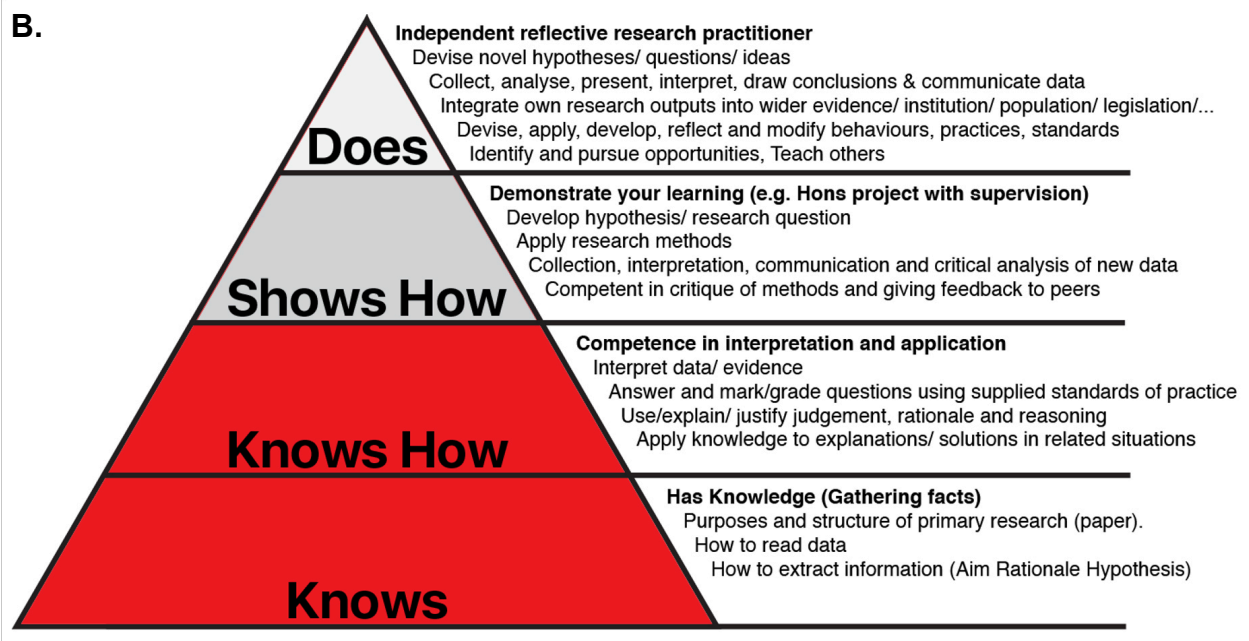 B.
Independent reflective research practitioner
Devise novel hypotheses/ questions/ ideas
Collect, analyse, present, interpret, draw conclusions & communicate data
Integrate own research outputs into wider evidence/ institution/ population/ legislation/...
Devise, apply, develop, reflect and modify behaviours, practices, standards
Identify and pursue opportunities, Teach others
Does
Demonstrate your learning (e.g. Hons project with supervision)
Develop hypothesis/ research question
Apply research methods
Collection, interpretation, communication and critical analysis of new data
Competent in critique of methods and giving feedback to peers
Shows How
Competence in interpretation and application
Interpret data/ evidence
Answer and mark/grade questions using supplied standards of practice
Use/explain/ justify judgement, rationale and reasoning
Apply knowledge to explanations/ solutions in related situations
Knows How
Has Knowledge (Gathering facts)
Purposes and structure of primary research (paper).
How to read data
How to extract information (Aim Rationale Hypothesis)
Knows